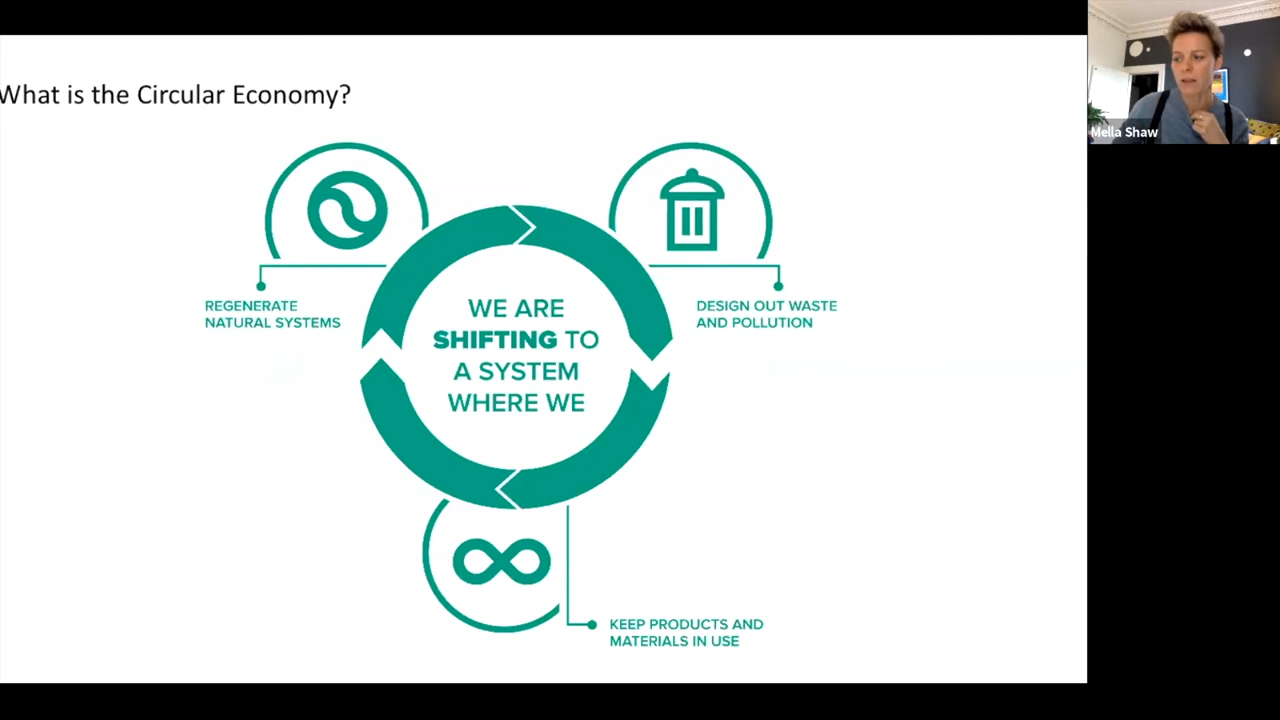 What is the Circular Economy?
Mella Shaw
REGENERATE
NATURAL SYSTEMS
WE ARE
SHIFTING TO
A SYSTEM
WHERE WE
DESIGN OUT WASTE
AND POLLUTION
KEEP PRODUCTS AND
MATERIALS IN USE